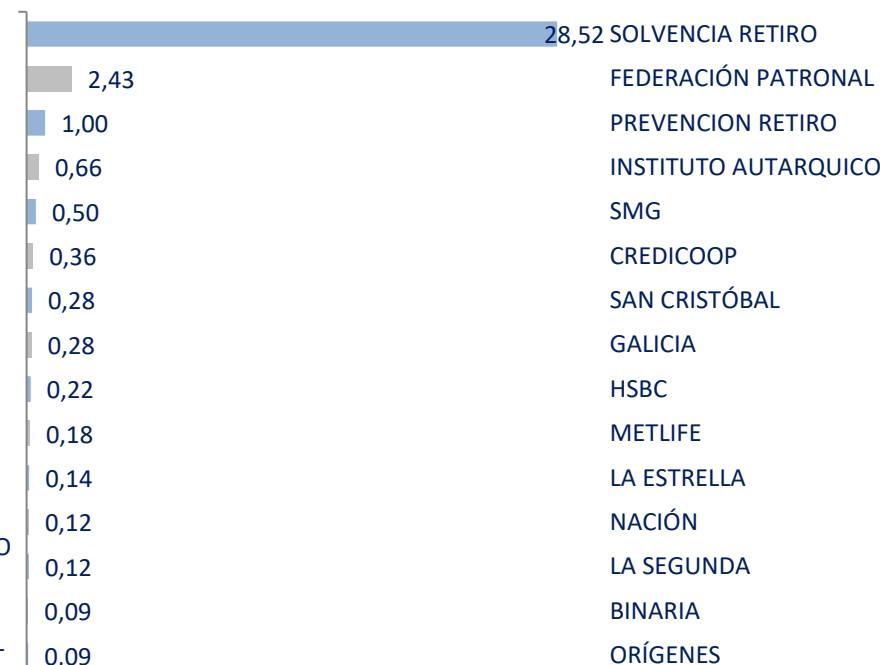 28,52 SOLVENCIA RETIRO
2,43 FEDERACIÓN PATRONAL
1,00 PREVENCION RETIRO
0,66 INSTITUTO AUTARQUICO
0,50 SMG
0,36 CREDICOOP
0,28 SAN CRISTÓBAL
0,28 GALICIA
0,22 HSBC
0,18 METLIFE
0,14 LA ESTRELLA
0,12 NACIÓN
0,12 LA SEGUNDA
0,09 BINARIA
0,09 ORÍGENES